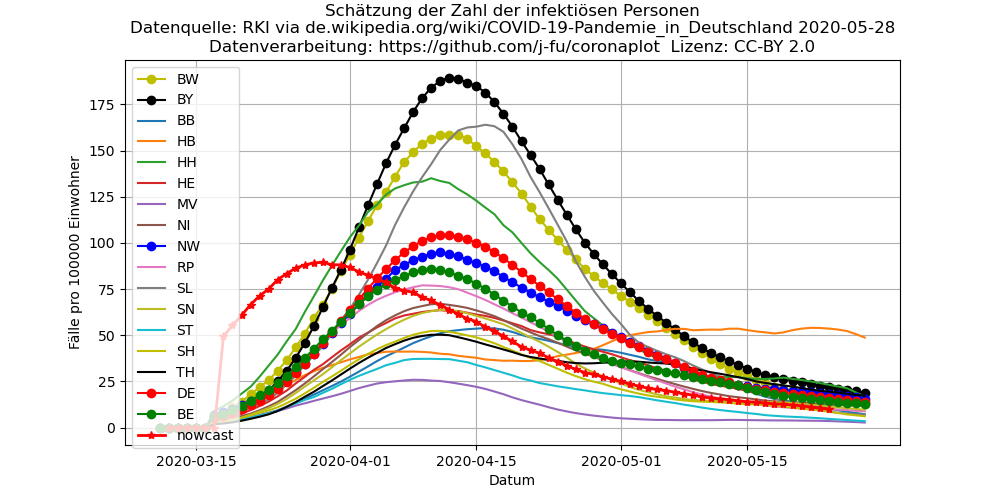 Schätzung der Zahl der infektiösen Personen
Datenquelle: RKI via de.wikipedia.org/wiki/COVID-19-Pandemie_in_Deutschland 2020-05-28
Datenverarbeitung: https://github.com/j-fu/coronaplot  Lizenz: CC-BY 2.0
Fälle pro 100000 Einwohner
175
150
125
100
75
50
25
0
BW
BY
BB
HB
HH
HE
MV
NI
NW
RP
SL
SN
ST
SH
TH
DE
BE
nowcast
2020-03-15
2020-04-01
2020-04-15
2020-05-01
2020-05-15
Datum